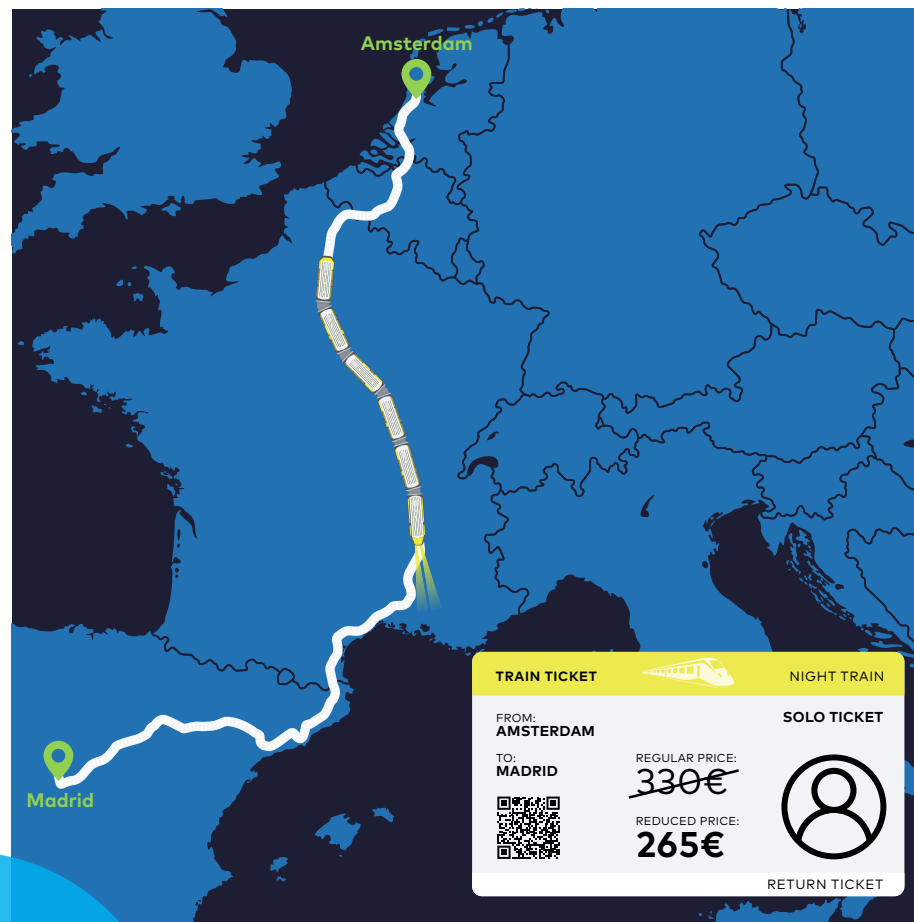 Amsterdam
Madrid
TRAIN TICKET
NIGHT TRAIN
FROM:
AMSTERDAM
SOLO TICKET
TO:
MADRID
REGULAR PRICE:
330€
REDUCED PRICE:
265€
RETURN TICKET